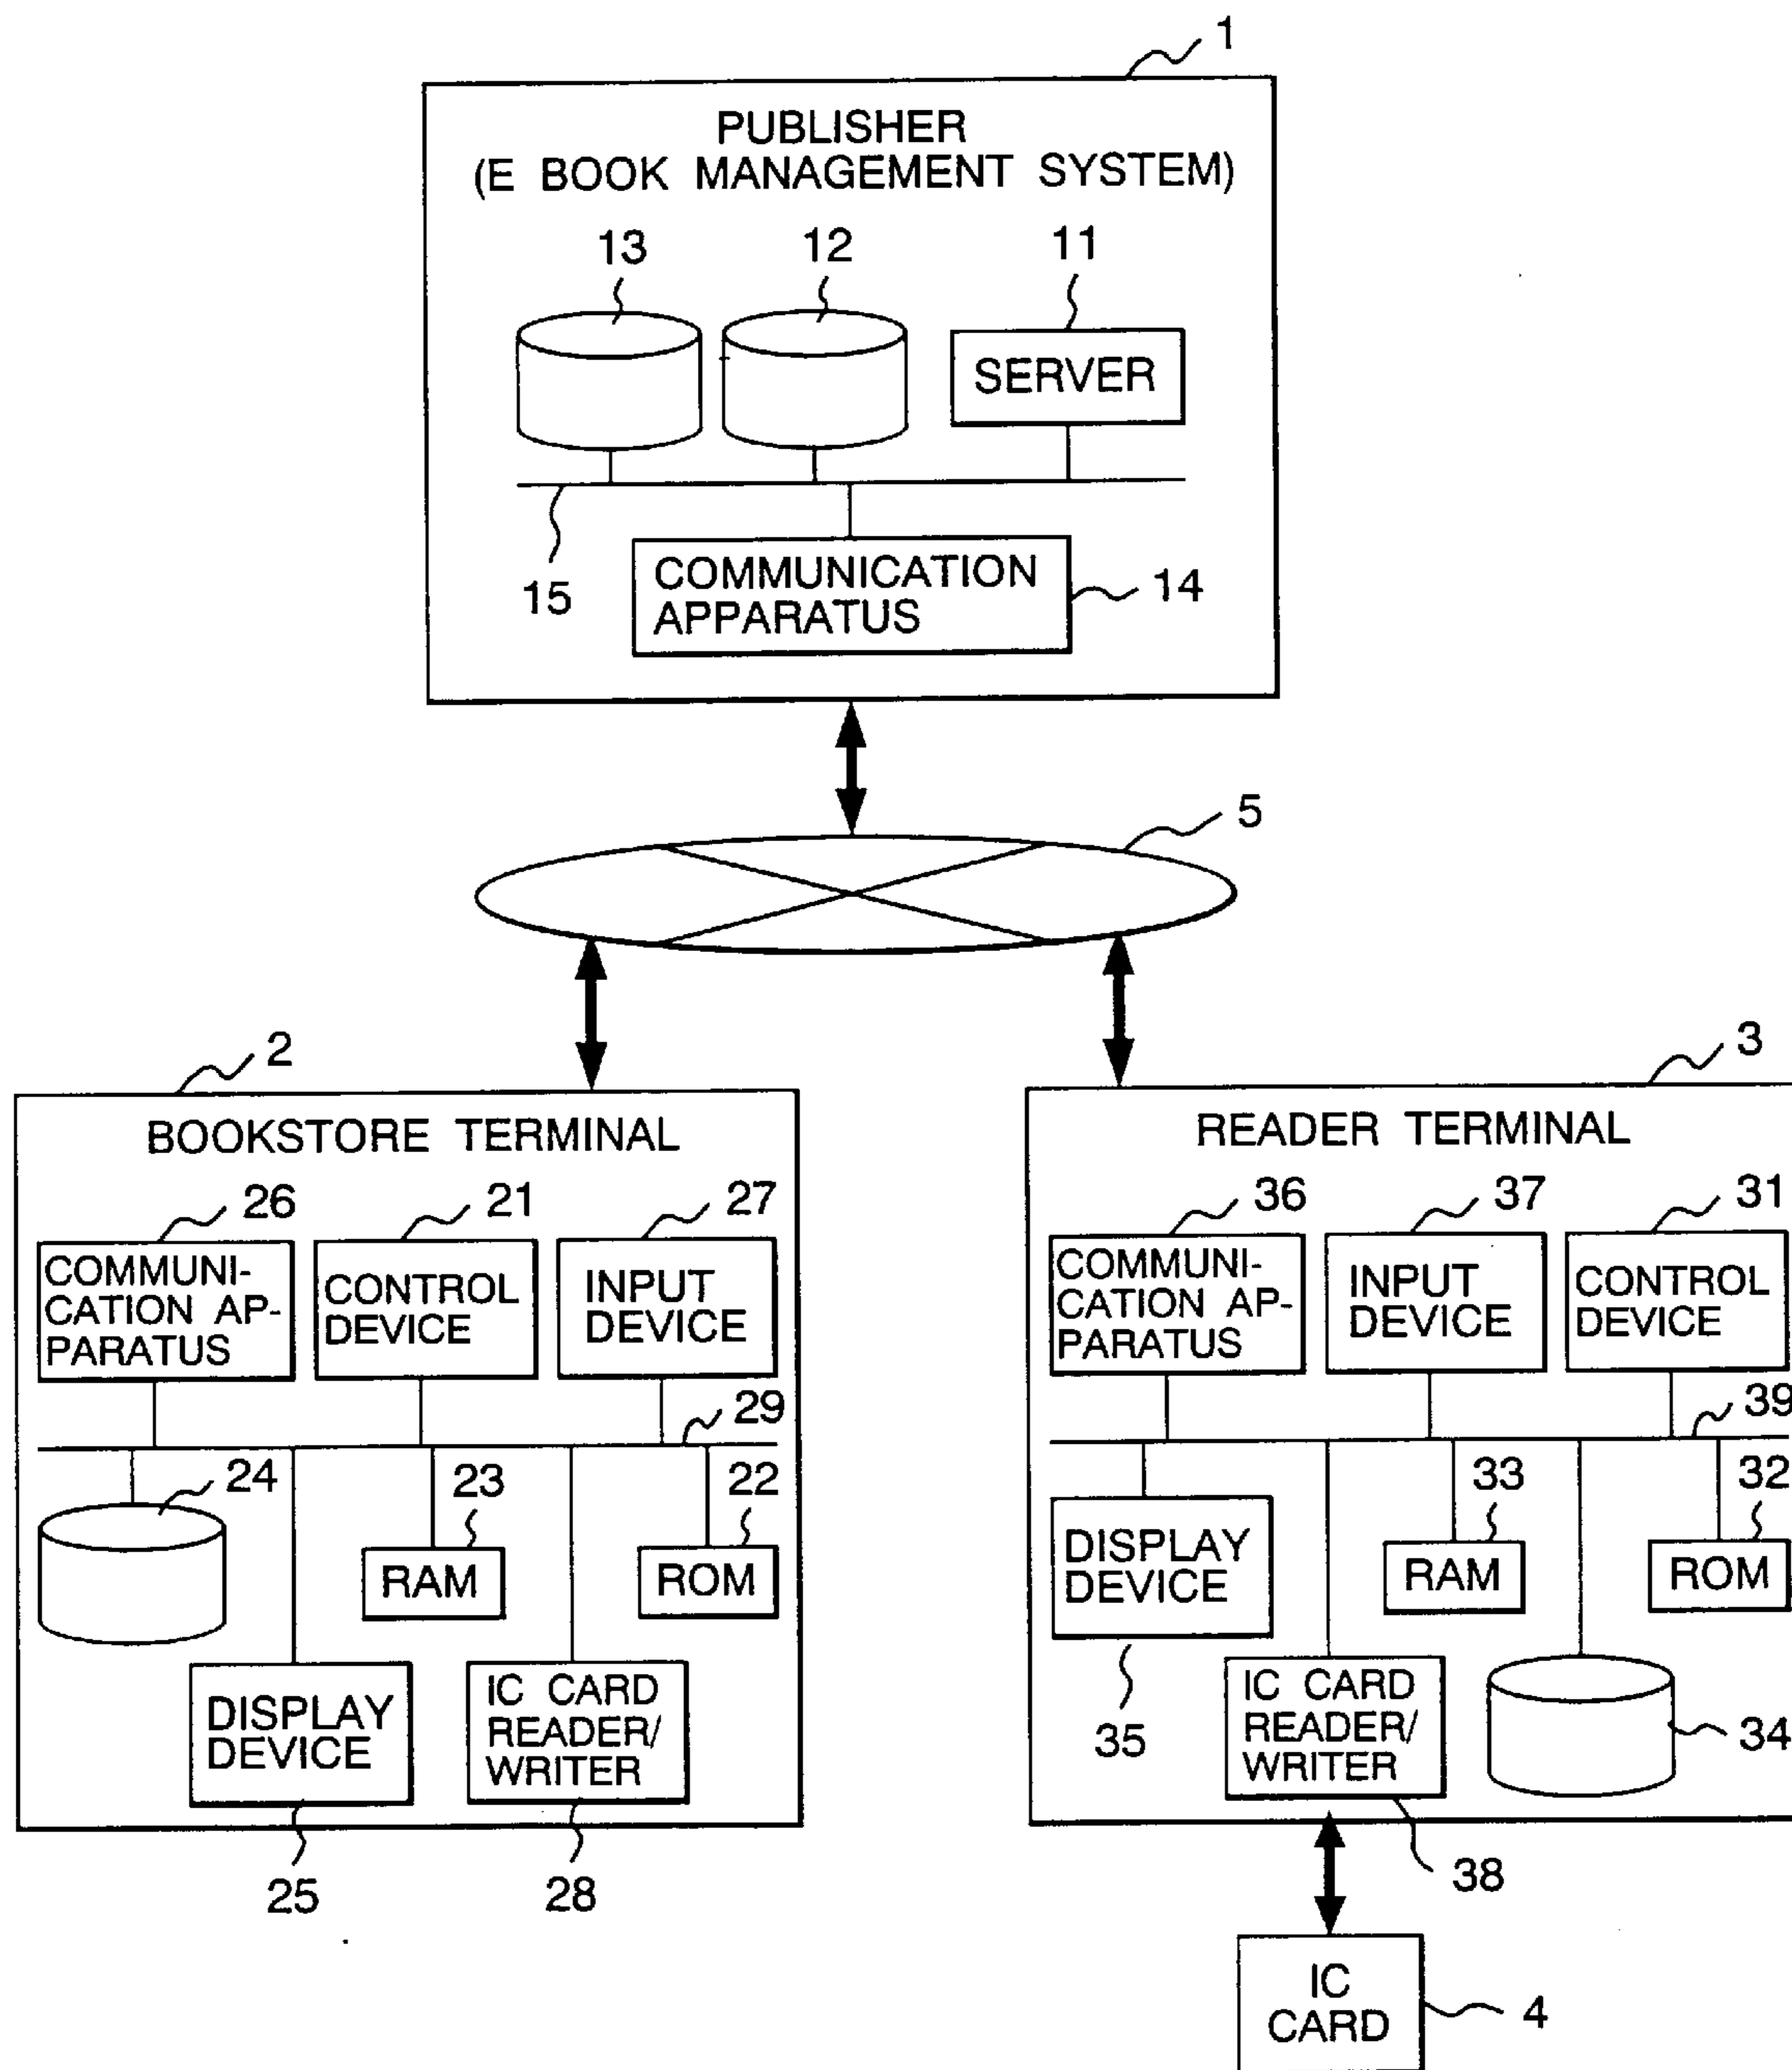 1
PUBLISHER
(E BOOK MANAGEMENT SYSTEM)
13
12
11
SERVER
15
COMMUNICATION
APPARATUS
14
5
2
BOOKSTORE TERMINAL
26
21
27
COMMUNI-
CATION AP-
PARATUS
CONTROL
DEVICE
INPUT
DEVICE
29
24
23
22
RAM
ROM
DISPLAY
DEVICE
IC CARD
READER/
WRITER
25
28
3
READER TERMINAL
36
37
31
COMMUNI-
CATION AP-
PARATUS
INPUT
DEVICE
CONTROL
DEVICE
39
33
32
DISPLAY
DEVICE
RAM
ROM
35
IC CARD
READER/
WRITER
34
38
IC
CARD
4